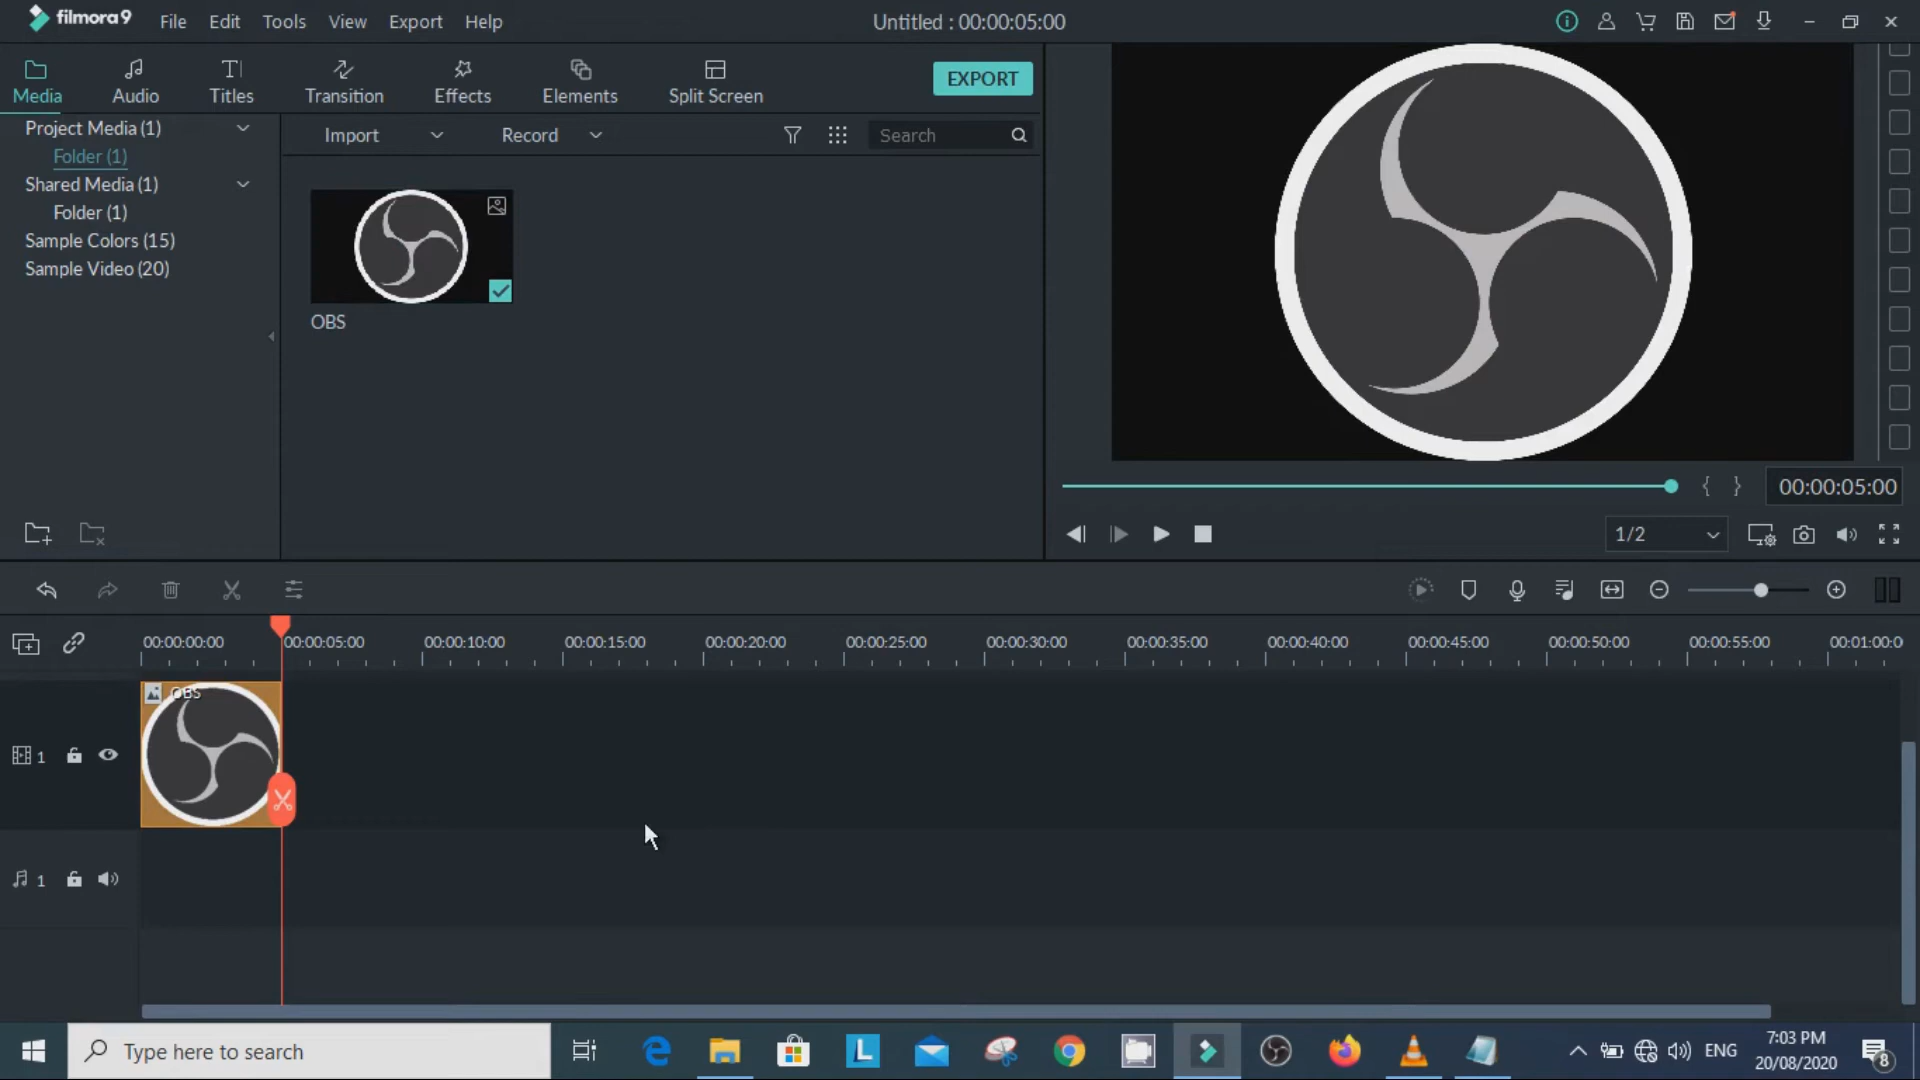 filmora9 File Edit Tools View Export Help Untitled : 00:00:05:00
Media Audio Titles Transition Effects Elements Split Screen EXPORT
Project Media (1)
Folder (1)
Shared Media (1)
Folder (1)
Sample Colors (15)
Sample Video (20)
Import Record Search
OBS
{ } 00:00:05:00
1/2
00:00:00:00 00:00:05:00 00:00:10:00 00:00:15:00 00:00:20:00 00:00:25:00 00:00:30:00 00:00:35:00 00:00:40:00 00:00:45:00 00:00:50:00 00:00:55:00 00:01:00:0
OBS
1
1
Type here to search
L
ENG
7:03 PM
20/08/2020
8